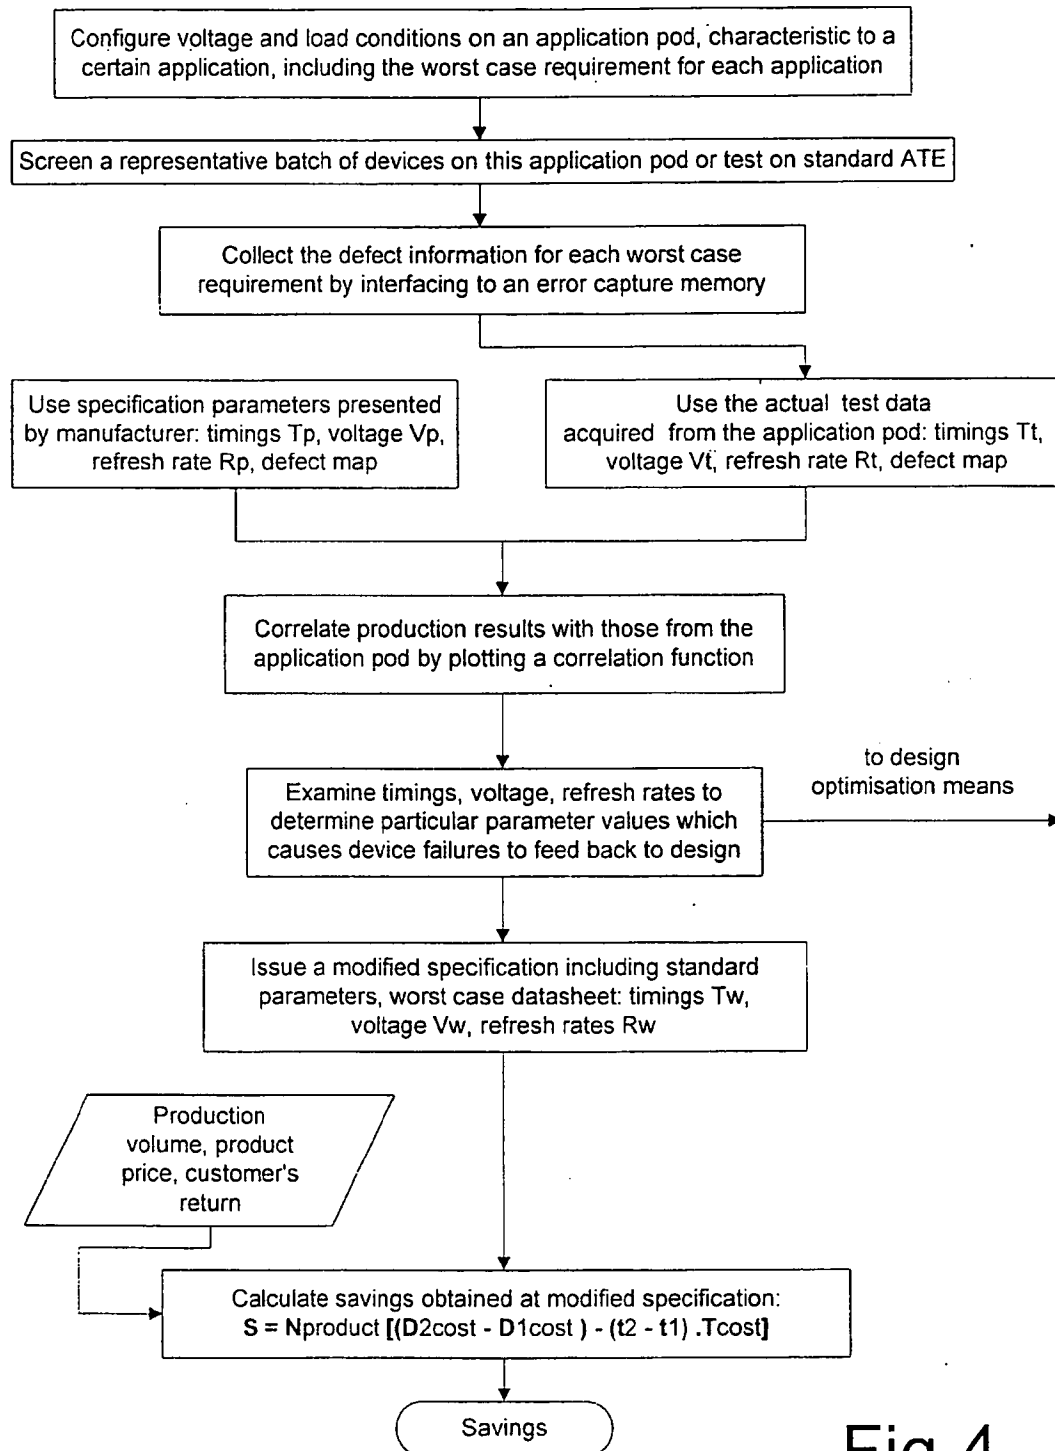 Configure voltage and load conditions on an application pod, characteristic to a
certain application, including the worst case requirement for each application
Screen a representative batch of devices on this application pod or test on standard ATE
Collect the defect information for each worst case
requirement by interfacing to an error capture memory
Use specification parameters presented
by manufacturer: timings Tp, voltage Vp,
refresh rate Rp, defect map
Use the actual test data
acquired from the application pod: timings Tt,
voltage Vt, refresh rate Rt, defect map
Correlate production results with those from the
application pod by plotting a correlation function
Examine timings, voltage, refresh rates to
determine particular parameter values which
causes device failures to feed back to design
to design
optimisation means
Issue a modified specification including standard
parameters, worst case datasheet: timings Tw,
voltage Vw, refresh rates Rw
Production
volume, product
price, customer's
return
Calculate savings obtained at modified specification:
S = Nproduct [(D2cost - D1cost ) - (t2 - t1) .Tcost]
Savings
Fig 4